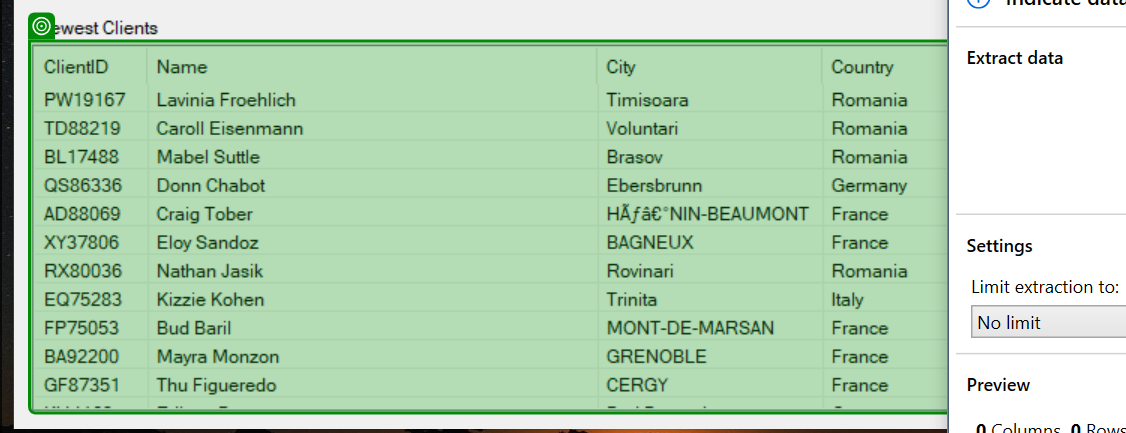 ewest Clients
ClientID Name City Country
PW19167 Lavinia Froehlich Timisoara Romania
TD88219 Caroll Eisenmann Voluntari Romania
BL17488 Mabel Suttle Brasov Romania
QS86336 Donn Chabot Ebersbrunn Germany
AD88069 Craig Tober HÃƒâ€°NIN-BEAUMONT France
XY37806 Eloy Sandoz BAGNEUX France
RX80036 Nathan Jasik Rovinari Romania
EQ75283 Kizzie Kohen Trinita Italy
FP75053 Bud Baril MONT-DE-MARSAN France
BA92200 Mayra Monzon GRENOBLE France
GF87351 Thu Figueredo CERGY France
Indicate data
Extract data
Settings
Limit extraction to:
No limit
Preview
0 Columns, 0 Rows